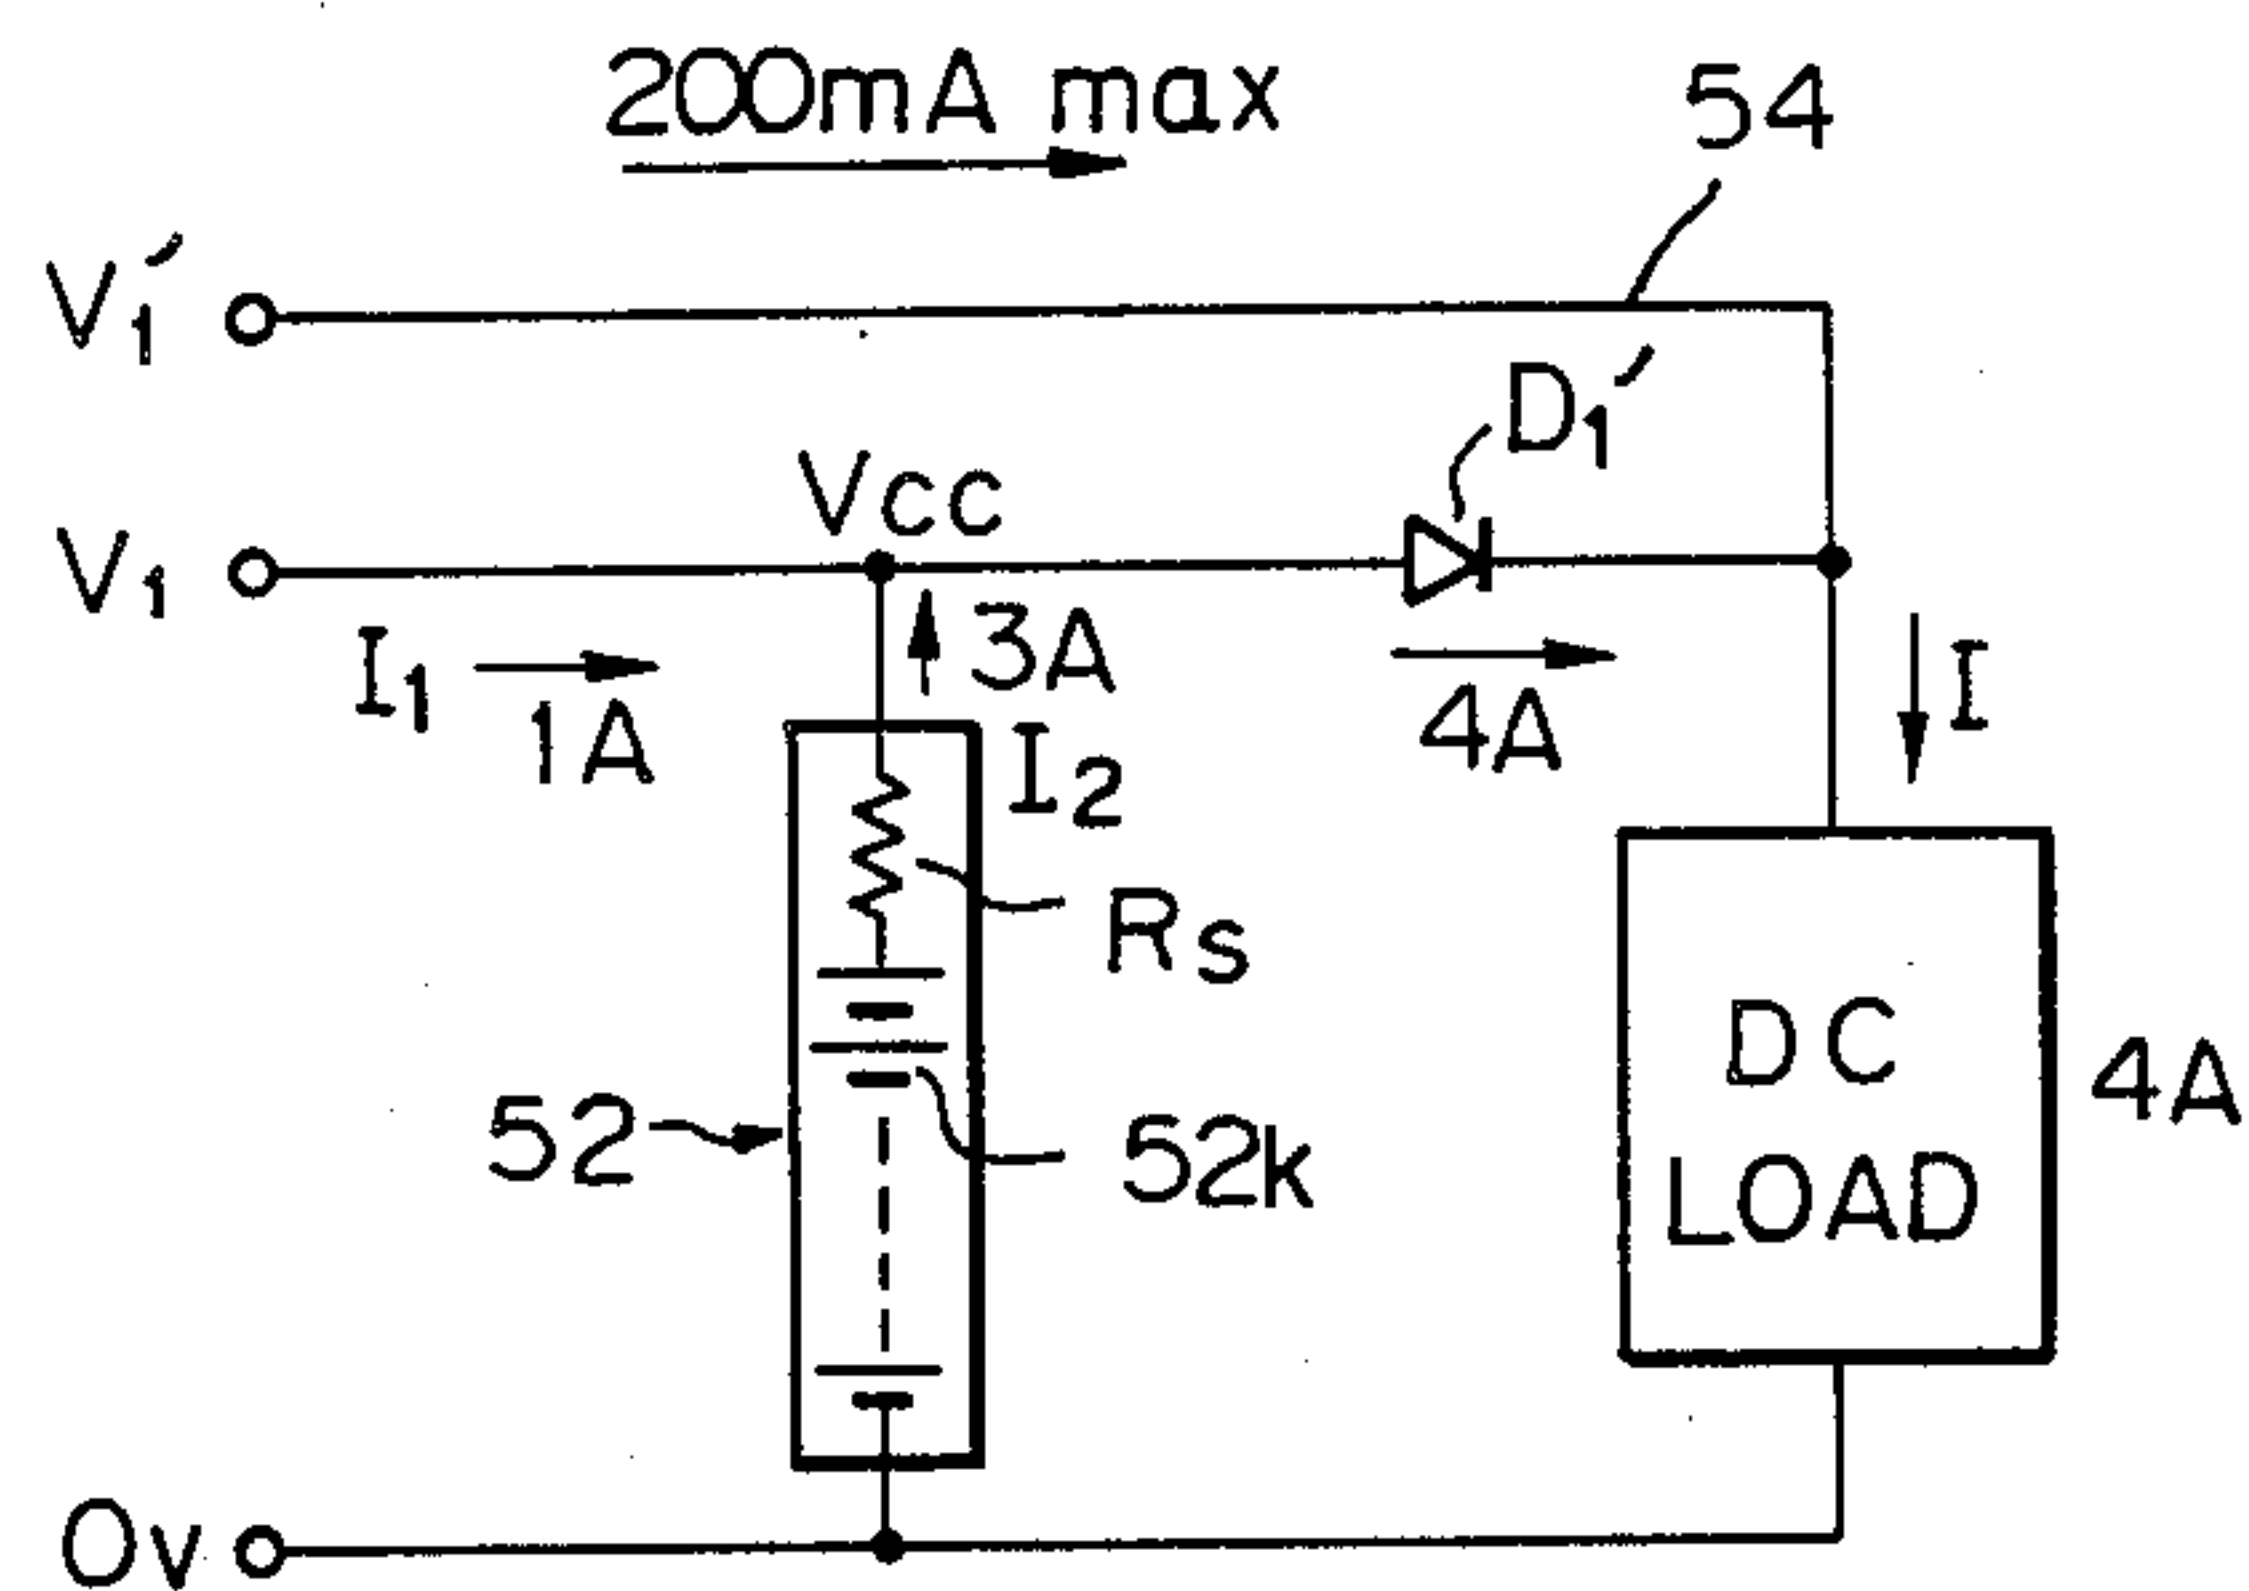 200mA max
54
V1′
D1′
Vcc
V1
3A
I1
1A
4A
I
I2
Rs
DC
LOAD
4A
52
52k
0v